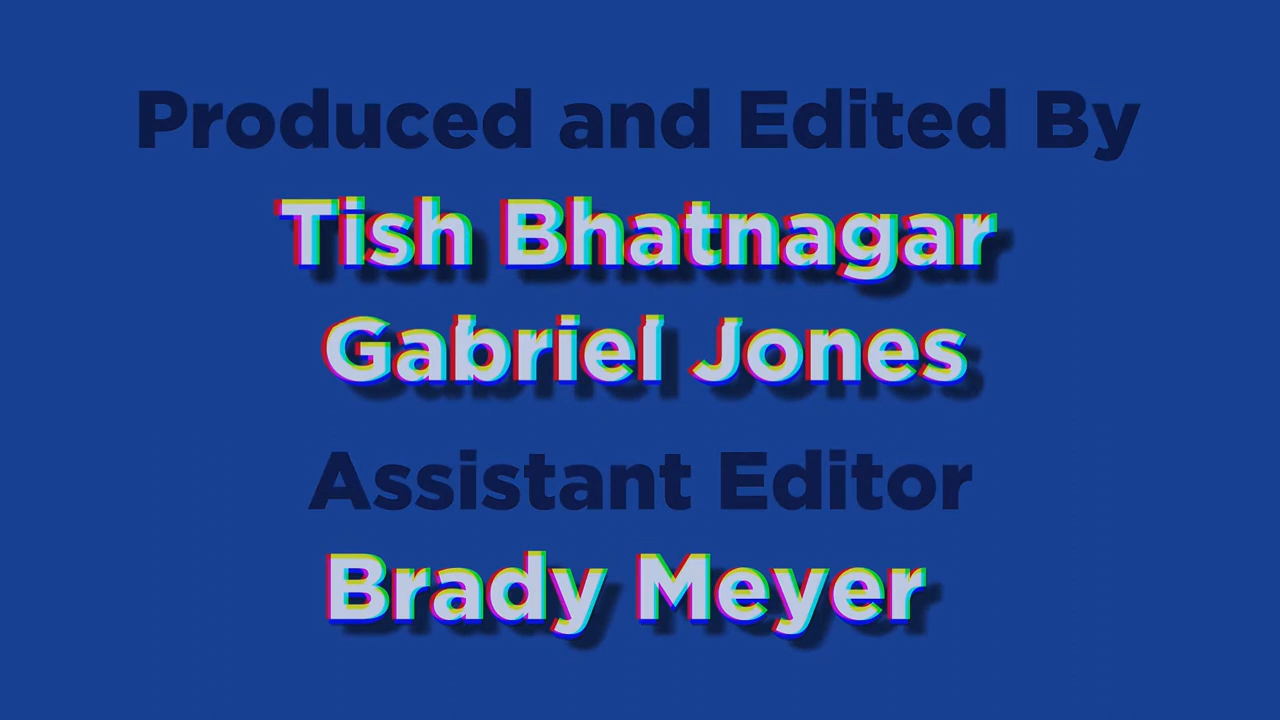 Produced and Edited By
Tish Bhatnagar
Gabriel Jones
Assistant Editor
Brady Meyer